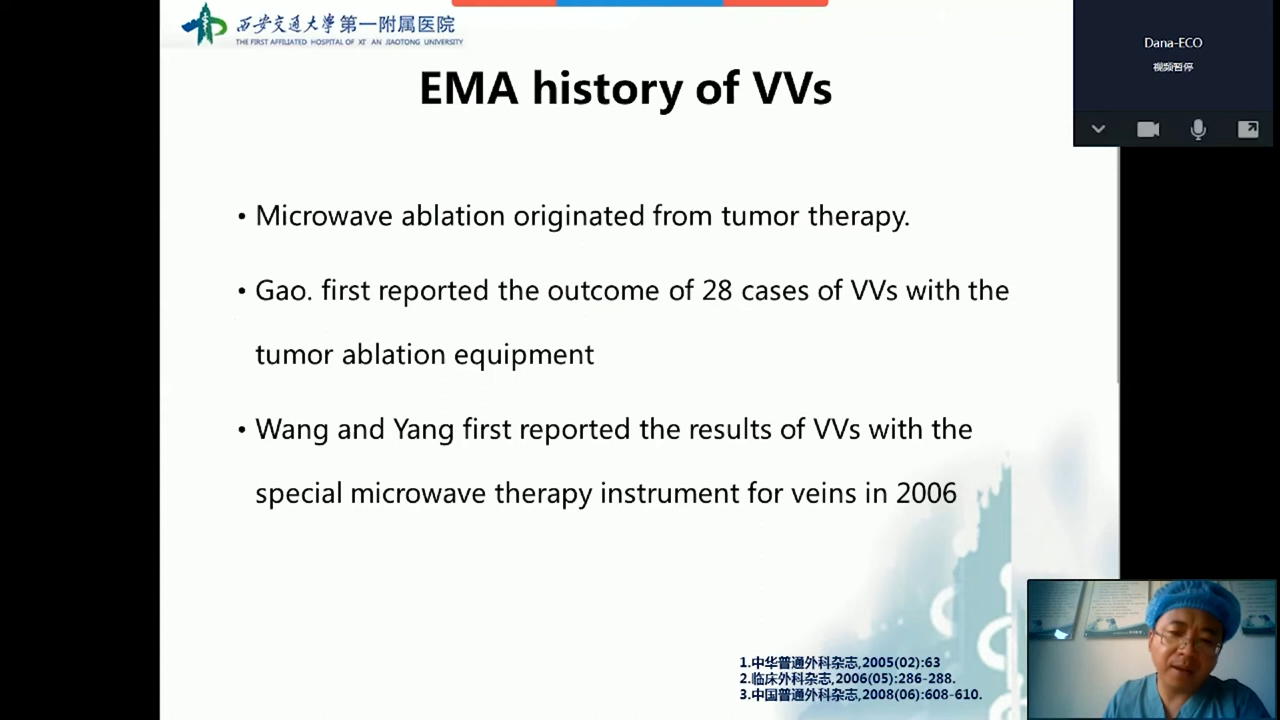 西安交通大学第一附属医院
THE FIRST AFFILIATED HOSPITAL OF XI' AN JIAOTONG UNIVERSITY
Dana-ECO
视频暂停
EMA history of VVs
• Microwave ablation originated from tumor therapy.
• Gao. first reported the outcome of 28 cases of VVs with the
tumor ablation equipment
• Wang and Yang first reported the results of VVs with the
special microwave therapy instrument for veins in 2006
1.中华普通外科杂志,2005(02):63
2.临床外科杂志,2006(05):286-288.
3.中国普通外科杂志,2008(06):608-610.